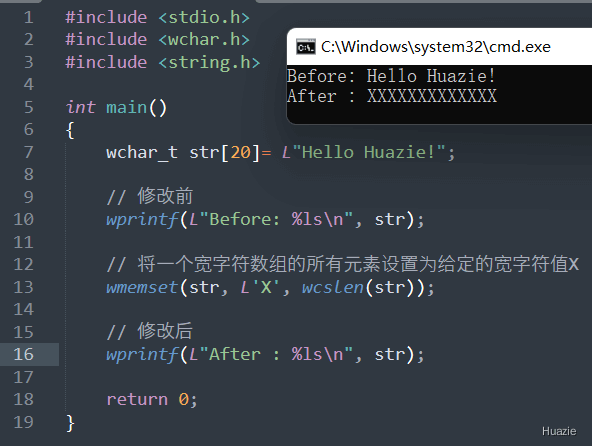 1 #include <stdio.h>
2 #include <wchar.h>
3 #include <string.h>
4
5 int main()
6 {
7 wchar_t str[20]= L"Hello Huazie!";
8
9 // 修改前
10 wprintf(L"Before: %ls\n", str);
11
12 // 将一个宽字符数组的所有元素设置为给定的宽字符值X
13 wmemset(str, L'X', wcslen(str));
14
15 // 修改后
16 wprintf(L"After : %ls\n", str);
17
18 return 0;
19 }
C:\Windows\system32\cmd.exe
Before: Hello Huazie!
After : XXXXXXXXXXXXX
Huazie